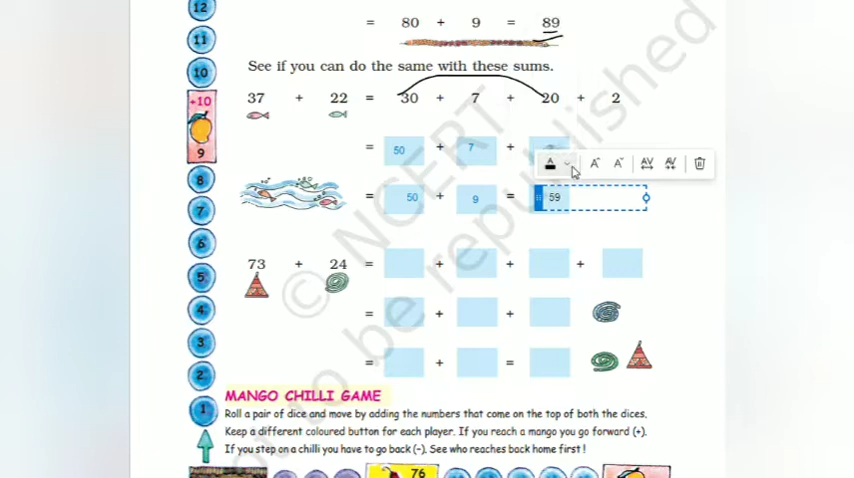 12
= 80 + 9 = 89
11
See if you can do the same with these sums.
10
37 + 22 = 30 + 7 + 20 + 2
+10
9
= 50 + 7 +
8
7
= 50 + 9 = 59
6
73 + 24 = + + +
5
4
= + +
3
2
= + =
1
MANGO CHILLI GAME
Roll a pair of dice and move by adding the numbers that come on the top of both the dices.
Keep a different coloured button for each player. If you reach a mango you go forward (+).
If you step on a chilli you have to go back (–). See who reaches back home first !
76
© NCERT
not to be republished